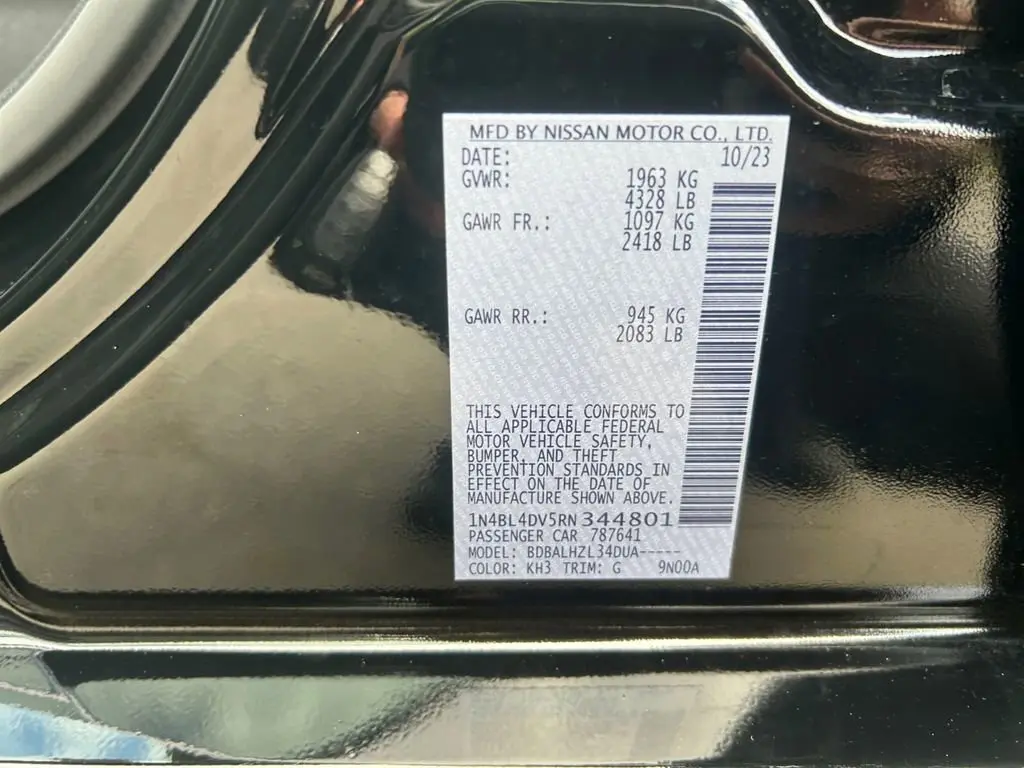 MFD BY NISSAN MOTOR CO., LTD.
DATE: 10/23
GVWR: 1963 KG
4328 LB
GAWR FR.: 1097 KG
2418 LB
GAWR RR.: 945 KG
2083 LB
THIS VEHICLE CONFORMS TO
ALL APPLICABLE FEDERAL
MOTOR VEHICLE SAFETY,
BUMPER, AND THEFT
PREVENTION STANDARDS IN
EFFECT ON THE DATE OF
MANUFACTURE SHOWN ABOVE.
1N4BL4DV5RN344801
PASSENGER CAR 787641
MODEL: BDBALHZL34DUA-----
COLOR: KH3 TRIM: G 9N00A